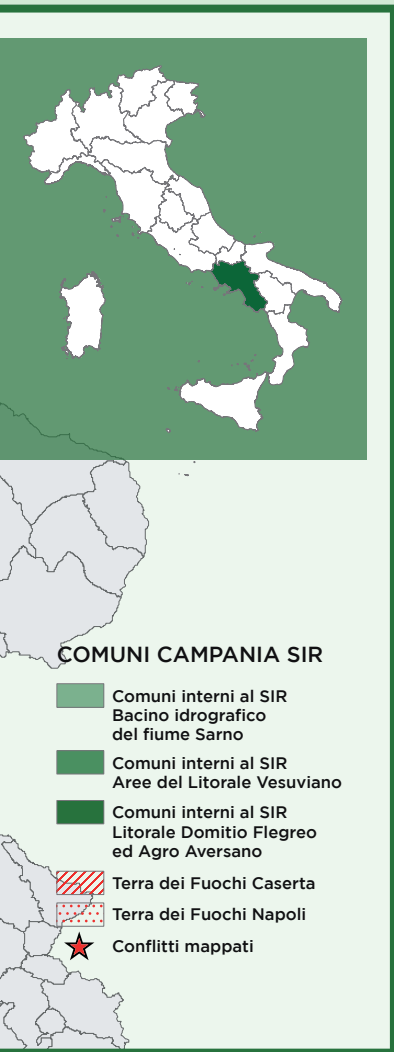 COMUNI CAMPANIA SIR
Comuni interni al SIR
Bacino idrografico
del fiume Sarno
Comuni interni al SIR
Aree del Litorale Vesuviano
Comuni interni al SIR
Litorale Domitio Flegreo
ed Agro Aversano
Terra dei Fuochi Caserta
Terra dei Fuochi Napoli
Conflitti mappati